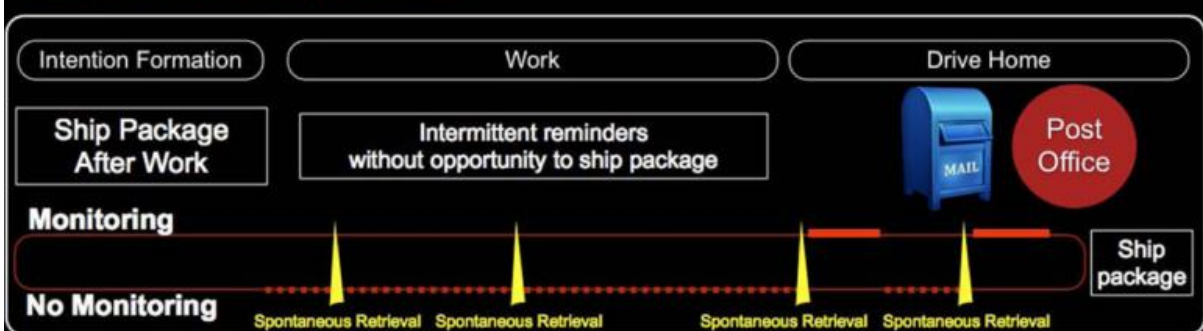 Intention Formation
Work
Drive Home
Ship Package
After Work
Intermittent reminders
without opportunity to ship package
MAIL
Post
Office
Monitoring
Ship
package
No Monitoring
Spontaneous Retrieval
Spontaneous Retrieval
Spontaneous Retrieval
Spontaneous Retrieval